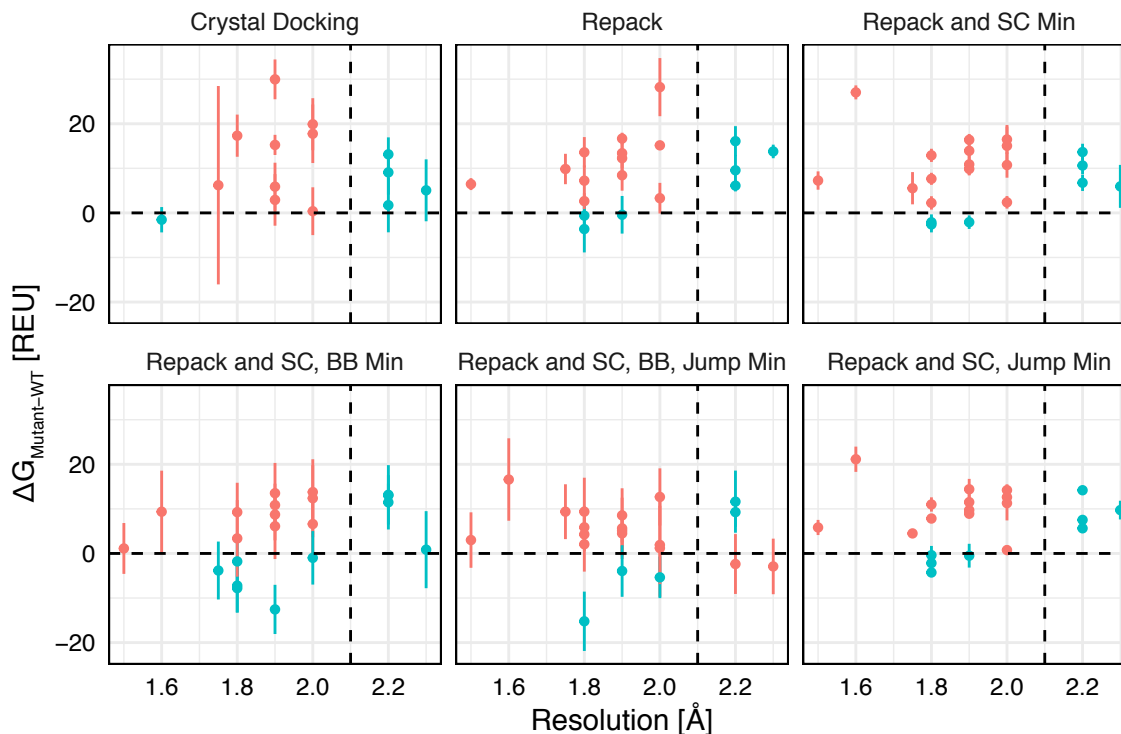 Crystal Docking Repack Repack and SC Min
20
0
−20
Repack and SC, BB Min Repack and SC, BB, Jump Min Repack and SC, Jump Min
20
0
−20
ΔG Mutant−WT [REU]
1.6 1.8 2.0 2.2 1.6 1.8 2.0 2.2 1.6 1.8 2.0 2.2
Resolution [Å]